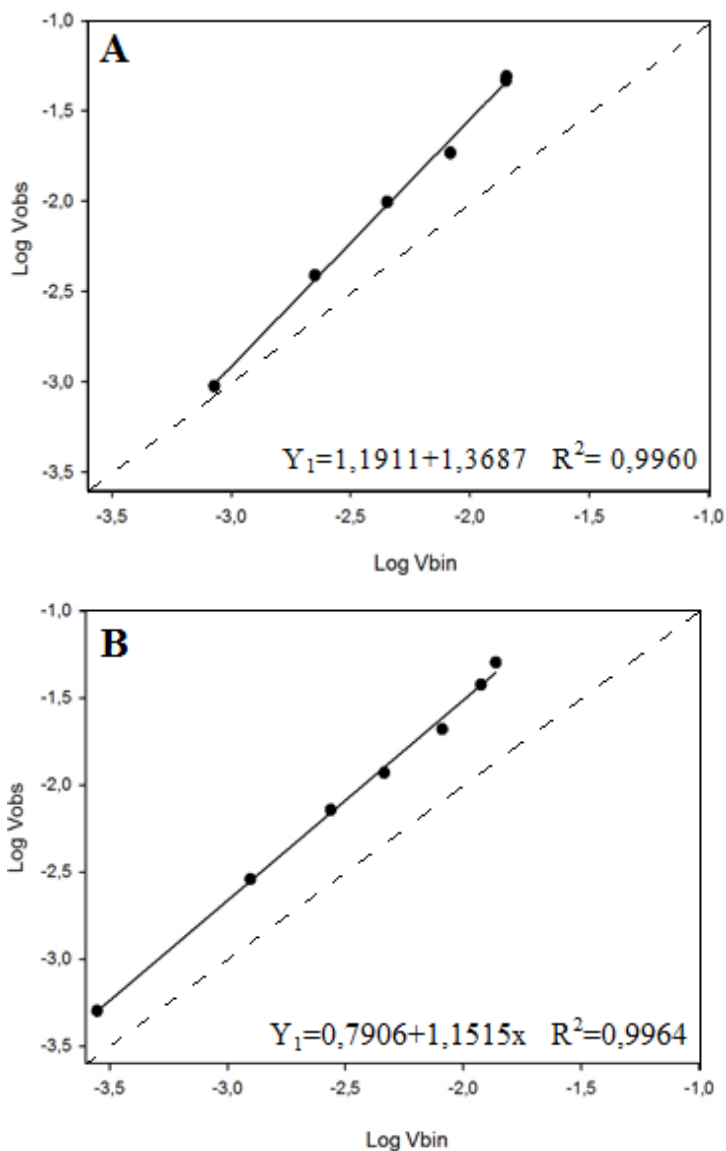 A
-1,0
-1,5
-2,0
-2,5
-3,0
-3,5
Log Vobs
Y₁=1,1911+1,3687 R²= 0,9960
-3,5 -3,0 -2,5 -2,0 -1,5 -1,0
Log Vbin
B
-1,0
-1,5
-2,0
-2,5
-3,0
-3,5
Log Vobs
Y₁=0,7906+1,1515x R²=0,9964
-3,5 -3,0 -2,5 -2,0 -1,5 -1,0
Log Vbin